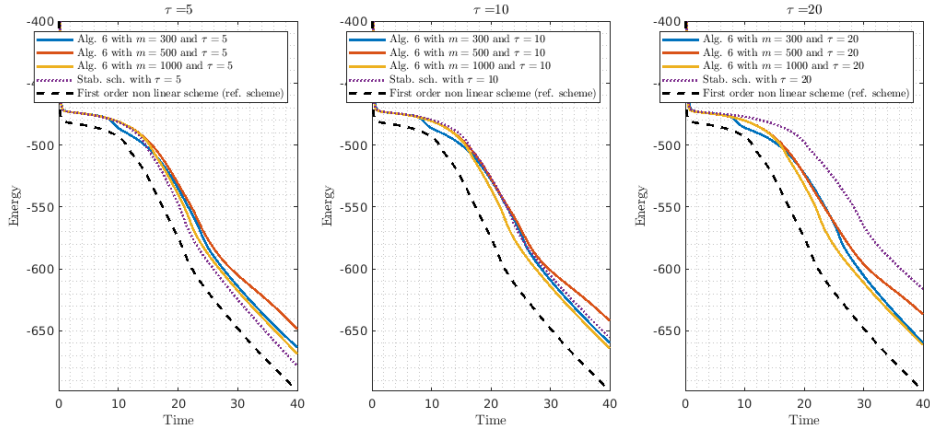 τ =5
-400
-450
-500
-550
-600
-650
Energy
Alg. 6 with m = 300 and τ = 5
Alg. 6 with m = 500 and τ = 5
Alg. 6 with m = 1000 and τ = 5
Stab. sch. with τ = 5
First order non linear scheme (ref. scheme)
0 10 20 30 40
Time
τ =10
-400
-450
-500
-550
-600
-650
Energy
Alg. 6 with m = 300 and τ = 10
Alg. 6 with m = 500 and τ = 10
Alg. 6 with m = 1000 and τ = 10
Stab. sch. with τ = 10
First order non linear scheme (ref. scheme)
0 10 20 30 40
Time
τ =20
-400
-450
-500
-550
-600
-650
Energy
Alg. 6 with m = 300 and τ = 20
Alg. 6 with m = 500 and τ = 20
Alg. 6 with m = 1000 and τ = 20
Stab. sch. with τ = 20
First order non linear scheme (ref. scheme)
0 10 20 30 40
Time